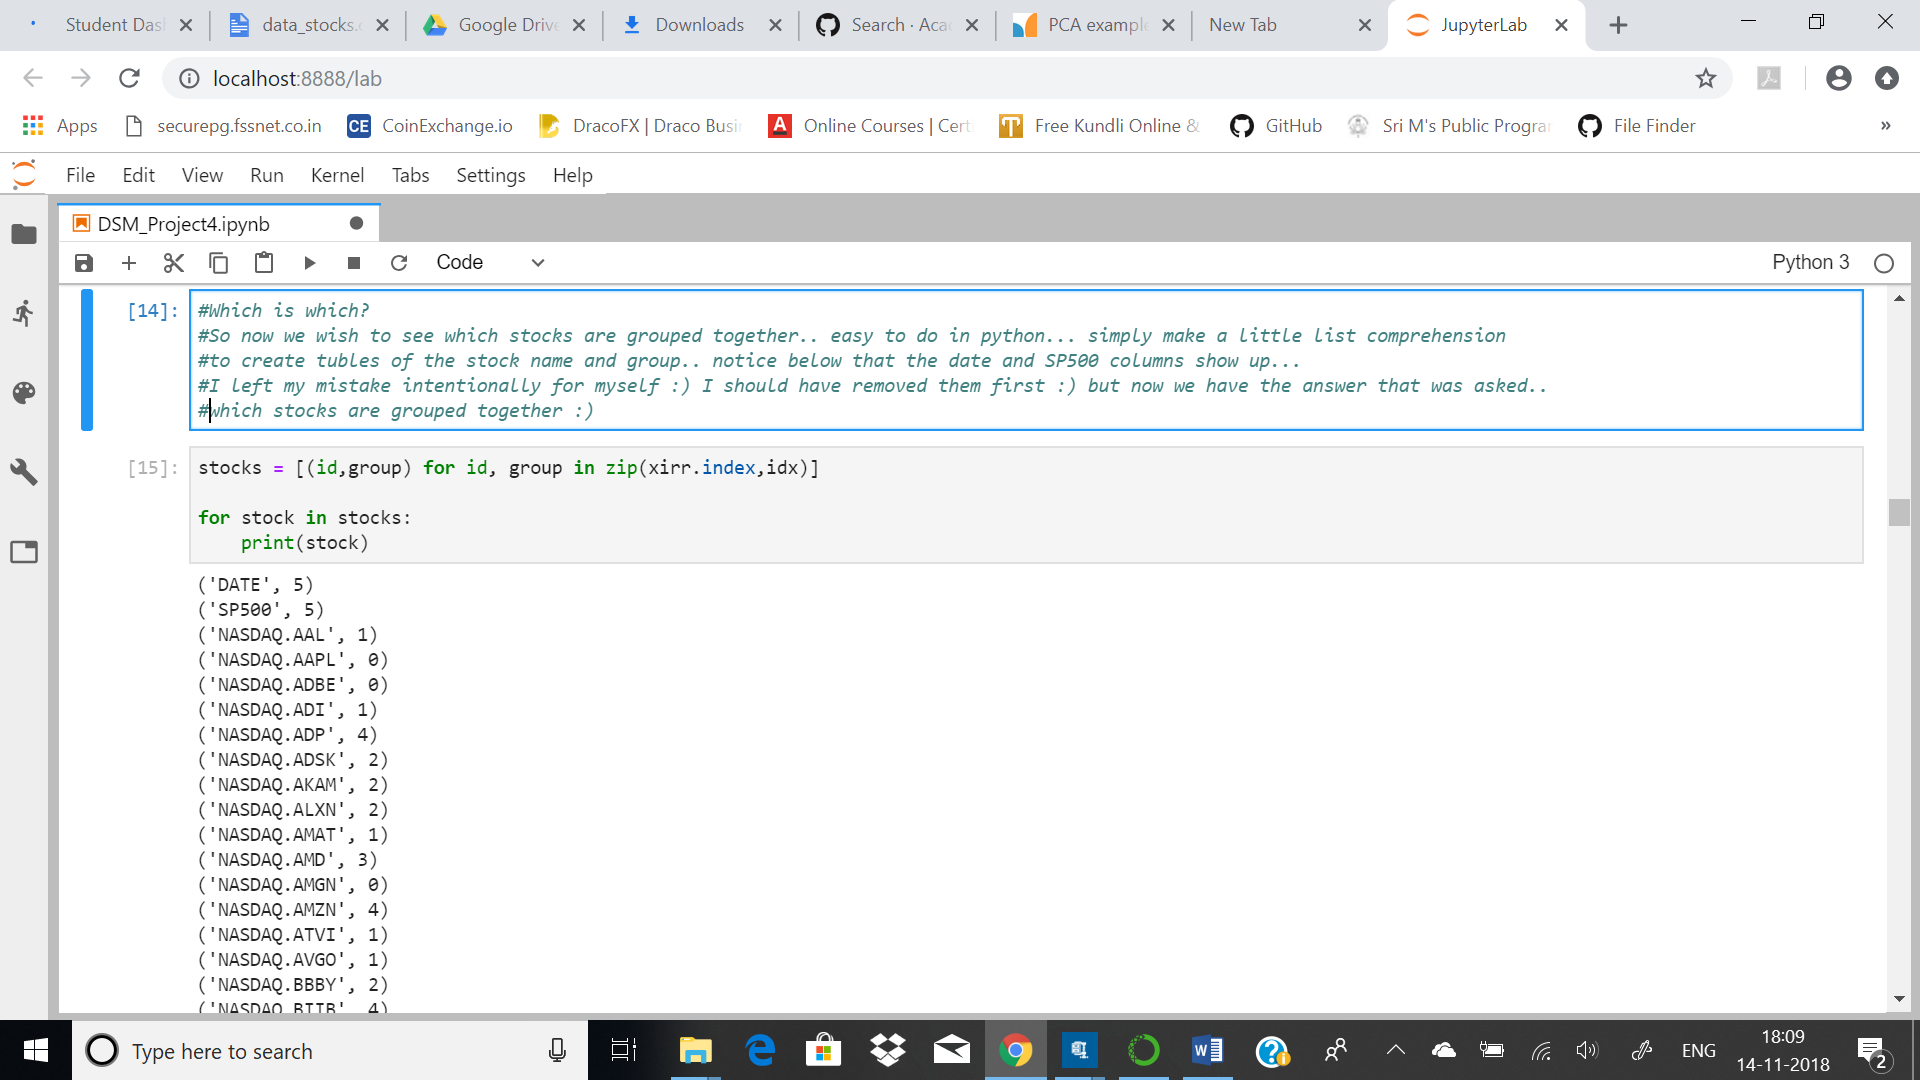 Student Das
data_stocks.c
Google Drive
Downloads
Search · Aca
PCA example
New Tab
JupyterLab
localhost:8888/lab
Apps
securepg.fssnet.co.in
CE
CoinExchange.io
DracoFX | Draco Busi
A
Online Courses | Cert
T
Free Kundli Online &
GitHub
Sri M's Public Progra
File Finder
»
File Edit View Run Kernel Tabs Settings Help
DSM_Project4.ipynb
Code
Python 3
[14]:
#Which is which?
#So now we wish to see which stocks are grouped together.. easy to do in python... simply make a little list comprehension
#to create tubles of the stock name and group.. notice below that the date and SP500 columns show up...
#I left my mistake intentionally for myself :) I should have removed them first :) but now we have the answer that was asked..
#which stocks are grouped together :)
[15]:
stocks = [(id,group) for id, group in zip(xirr.index,idx)]
for stock in stocks:
    print(stock)
('DATE', 5)
('SP500', 5)
('NASDAQ.AAL', 1)
('NASDAQ.AAPL', 0)
('NASDAQ.ADBE', 0)
('NASDAQ.ADI', 1)
('NASDAQ.ADP', 4)
('NASDAQ.ADSK', 2)
('NASDAQ.AKAM', 2)
('NASDAQ.ALXN', 2)
('NASDAQ.AMAT', 1)
('NASDAQ.AMD', 3)
('NASDAQ.AMGN', 0)
('NASDAQ.AMZN', 4)
('NASDAQ.ATVI', 1)
('NASDAQ.AVGO', 1)
('NASDAQ.BBBY', 2)
('NASDAQ.BIIB', 4)
Type here to search
ENG
18:09
14-11-2018
2